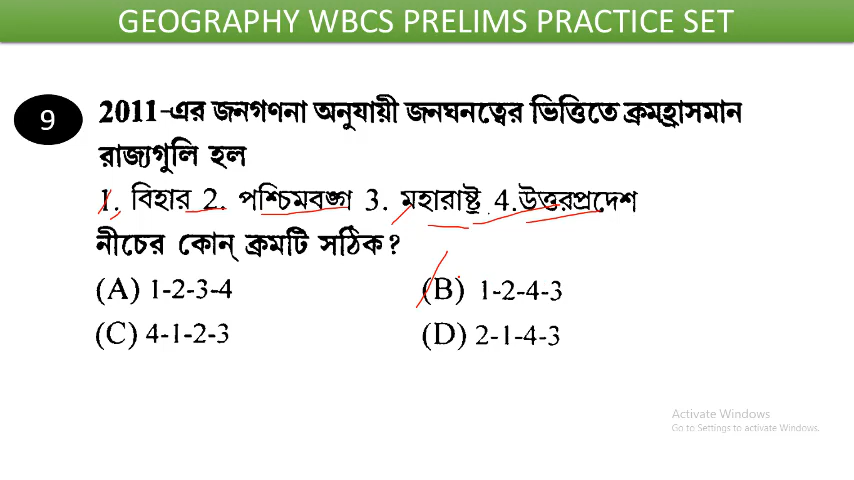 GEOGRAPHY WBCS PRELIMS PRACTICE SET
9
2011-এর জনগণনা অনুযায়ী জনঘনত্বের ভিত্তিতে ক্রমহ্রাসমান
রাজ্যগুলি হল
1. বিহার 2. পশ্চিমবঙ্গ 3. মহারাষ্ট্র 4. উত্তরপ্রদেশ
নীচের কোন্ ক্রমটি সঠিক?
(A) 1-2-3-4 (B) 1-2-4-3
(C) 4-1-2-3 (D) 2-1-4-3
Activate Windows
Go to Settings to activate Windows.